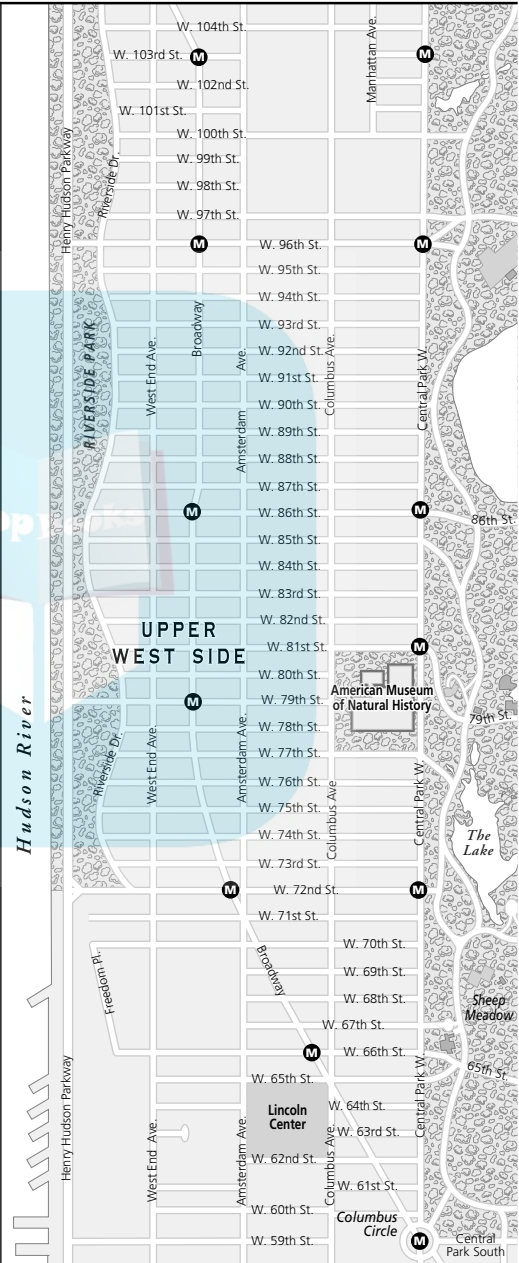 W. 104th St.
Manhattan Ave.
W. 103rd St.
M
M
W. 102nd St.
W. 101st St.
W. 100th St.
Henry Hudson Parkway
Riverside Dr.
W. 99th St.
W. 98th St.
W. 97th St.
M
W. 96th St.
M
W. 95th St.
W. 94th St.
RIVERSIDE PARK
West End Ave.
Broadway
Amsterdam
Ave.
W. 93rd St.
Columbus Ave.
Central Park W.
W. 92nd St.
W. 91st St.
W. 90th St.
W. 89th St.
W. 88th St.
W. 87th St.
M
W. 86th St.
M
86th St.
W. 85th St.
W. 84th St.
W. 83rd St.
W. 82nd St.
UPPER
WEST SIDE
W. 81st St.
M
W. 80th St.
American Museum
of Natural History
M
W. 79th St.
79th St.
W. 78th St.
Hudson River
Riverside Dr.
West End Ave.
Amsterdam Ave.
W. 77th St.
W. 76th St.
Columbus Ave
Central Park W.
W. 75th St.
W. 74th St.
The
Lake
W. 73rd St.
M
W. 72nd St.
M
W. 71st St.
Broadway
W. 70th St.
Freedom Pl.
W. 69th St.
W. 68th St.
Sheep
Meadow
W. 67th St.
M
W. 66th St.
65th St.
W. 65th St.
Henry Hudson Parkway
Lincoln
Center
W. 64th St.
Central Park W.
W. 63rd St.
West End Ave.
Amsterdam Ave.
Columbus Ave.
W. 62nd St.
W. 61st St.
W. 60th St.
Columbus
Circle
W. 59th St.
M
Central
Park South